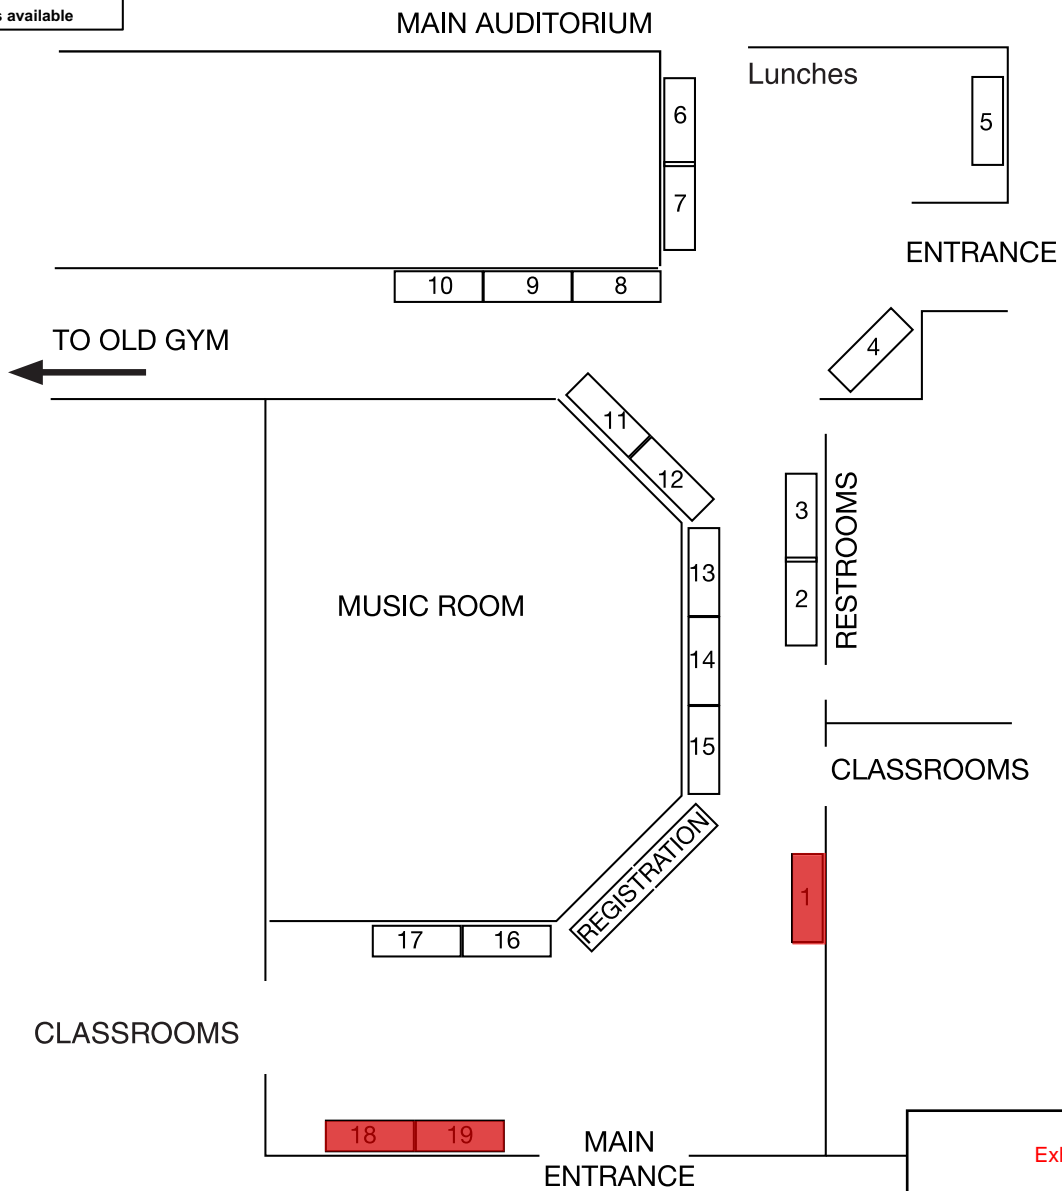 available
MAIN AUDITORIUM
Lunches
6
5
7
ENTRANCE
10 9 8
TO OLD GYM
4
11
12
3
RESTROOMS
13
2
MUSIC ROOM
14
15
CLASSROOMS
REGISTRATION
1
17 16
CLASSROOMS
18 19
MAIN
ENTRANCE